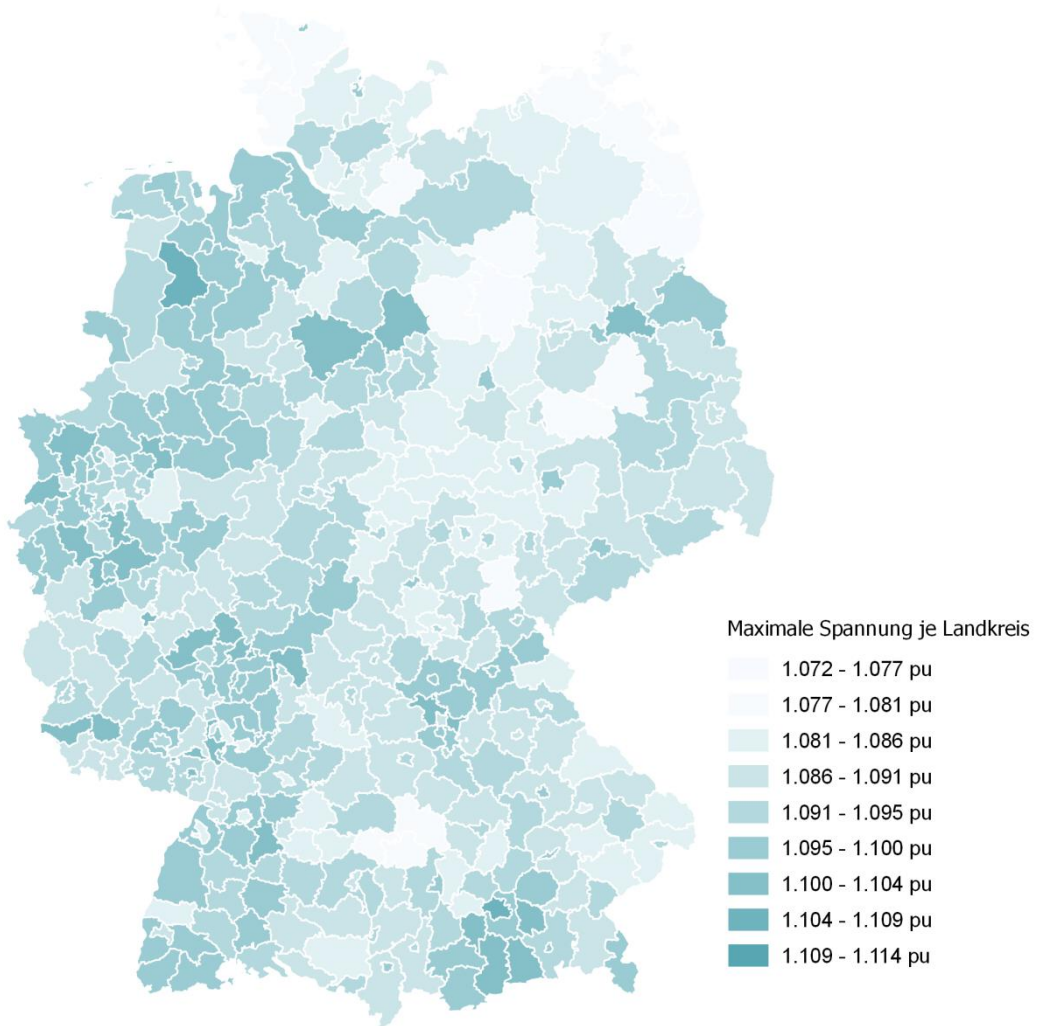 Maximale Spannung je Landkreis
1.072 - 1.077 pu
1.077 - 1.081 pu
1.081 - 1.086 pu
1.086 - 1.091 pu
1.091 - 1.095 pu
1.095 - 1.100 pu
1.100 - 1.104 pu
1.104 - 1.109 pu
1.109 - 1.114 pu